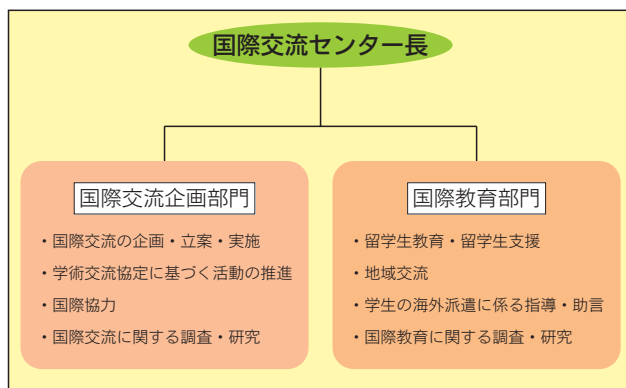 国際交流センター長
国際交流企画部門
・国際交流の企画・立案・実施
・学術交流協定に基づく活動の推進
・国際協力
・国際交流に関する調査・研究
国際教育部門
・留学生教育・留学生支援
・地域交流
・学生の海外派遣に係る指導・助言
・国際教育に関する調査・研究